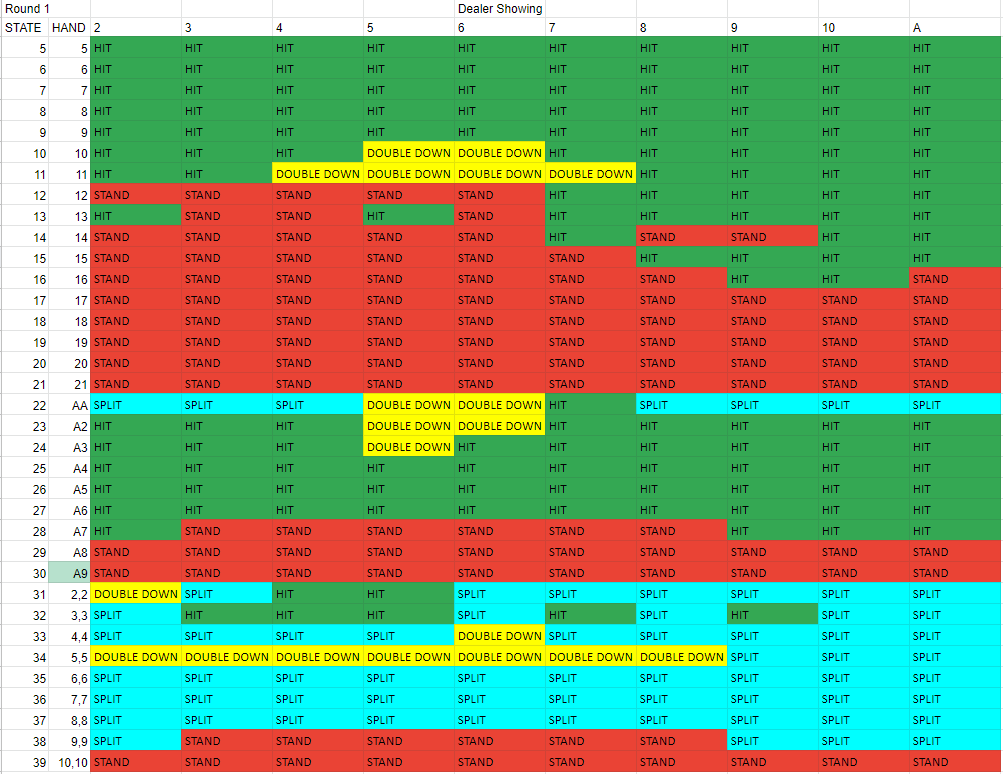 Round 1 Dealer Showing
STATE HAND 2 3 4 5 6 7 8 9 10 A
5 5 HIT HIT HIT HIT HIT HIT HIT HIT HIT HIT
6 6 HIT HIT HIT HIT HIT HIT HIT HIT HIT HIT
7 7 HIT HIT HIT HIT HIT HIT HIT HIT HIT HIT
8 8 HIT HIT HIT HIT HIT HIT HIT HIT HIT HIT
9 9 HIT HIT HIT HIT HIT HIT HIT HIT HIT HIT
10 10 HIT HIT HIT DOUBLE DOWN DOUBLE DOWN HIT HIT HIT HIT HIT
11 11 HIT HIT DOUBLE DOWN DOUBLE DOWN DOUBLE DOWN DOUBLE DOWN HIT HIT HIT HIT
12 12 STAND STAND STAND STAND STAND HIT HIT HIT HIT HIT
13 13 HIT STAND STAND HIT STAND HIT HIT HIT HIT HIT
14 14 STAND STAND STAND STAND STAND HIT STAND STAND HIT HIT
15 15 STAND STAND STAND STAND STAND STAND HIT HIT HIT HIT
16 16 STAND STAND STAND STAND STAND STAND STAND HIT HIT STAND
17 17 STAND STAND STAND STAND STAND STAND STAND STAND STAND STAND
18 18 STAND STAND STAND STAND STAND STAND STAND STAND STAND STAND
19 19 STAND STAND STAND STAND STAND STAND STAND STAND STAND STAND
20 20 STAND STAND STAND STAND STAND STAND STAND STAND STAND STAND
21 21 STAND STAND STAND STAND STAND STAND STAND STAND STAND STAND
22 AA SPLIT SPLIT SPLIT DOUBLE DOWN DOUBLE DOWN HIT SPLIT SPLIT SPLIT SPLIT
23 A2 HIT HIT HIT DOUBLE DOWN DOUBLE DOWN HIT HIT HIT HIT HIT
24 A3 HIT HIT HIT DOUBLE DOWN HIT HIT HIT HIT HIT HIT
25 A4 HIT HIT HIT HIT HIT HIT HIT HIT HIT HIT
26 A5 HIT HIT HIT HIT HIT HIT HIT HIT HIT HIT
27 A6 HIT HIT HIT HIT HIT HIT HIT HIT HIT HIT
28 A7 HIT STAND STAND STAND STAND STAND STAND HIT HIT HIT
29 A8 STAND STAND STAND STAND STAND STAND STAND STAND STAND STAND
30 A9 STAND STAND STAND STAND STAND STAND STAND STAND STAND STAND
31 2,2 DOUBLE DOWN SPLIT HIT HIT SPLIT SPLIT SPLIT SPLIT SPLIT SPLIT
32 3,3 SPLIT HIT HIT HIT SPLIT HIT SPLIT HIT SPLIT SPLIT
33 4,4 SPLIT SPLIT SPLIT SPLIT DOUBLE DOWN SPLIT SPLIT SPLIT SPLIT SPLIT
34 5,5 DOUBLE DOWN DOUBLE DOWN DOUBLE DOWN DOUBLE DOWN DOUBLE DOWN DOUBLE DOWN DOUBLE DOWN SPLIT SPLIT SPLIT
35 6,6 SPLIT SPLIT SPLIT SPLIT SPLIT SPLIT SPLIT SPLIT SPLIT SPLIT
36 7,7 SPLIT SPLIT SPLIT SPLIT SPLIT SPLIT SPLIT SPLIT SPLIT SPLIT
37 8,8 SPLIT SPLIT SPLIT SPLIT SPLIT SPLIT SPLIT SPLIT SPLIT SPLIT
38 9,9 SPLIT STAND STAND STAND STAND STAND STAND SPLIT SPLIT SPLIT
39 10,10 STAND STAND STAND STAND STAND STAND STAND STAND STAND STAND